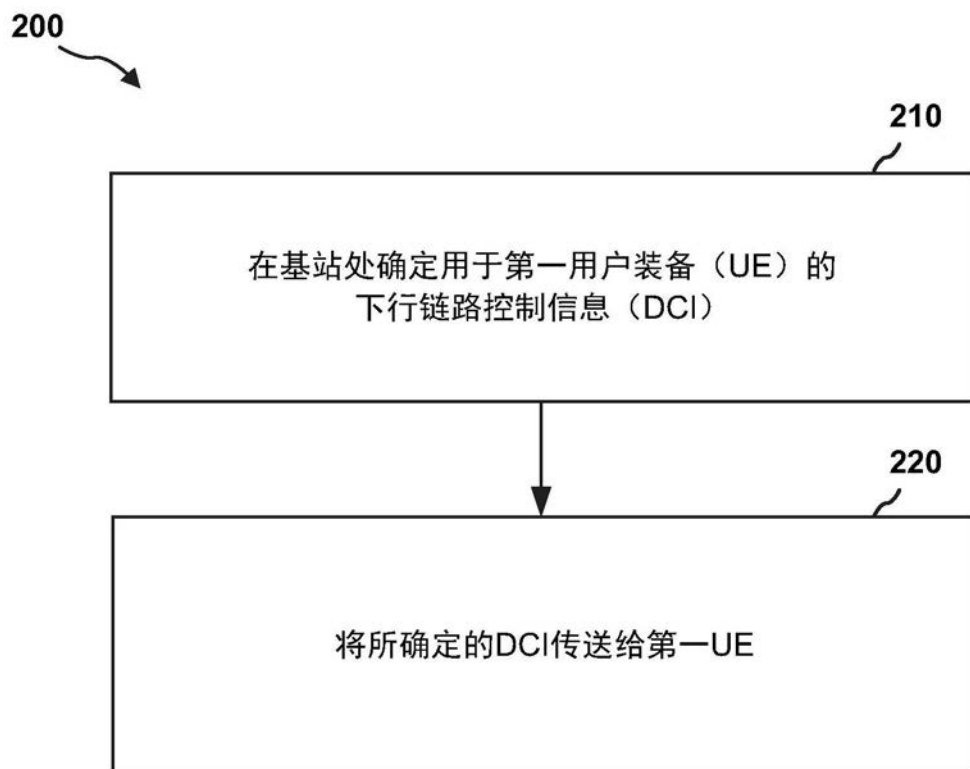 200
210
在基站处确定用于第一用户装备（UE）的
下行链路控制信息（DCI）
220
将所确定的DCI传送给第一UE